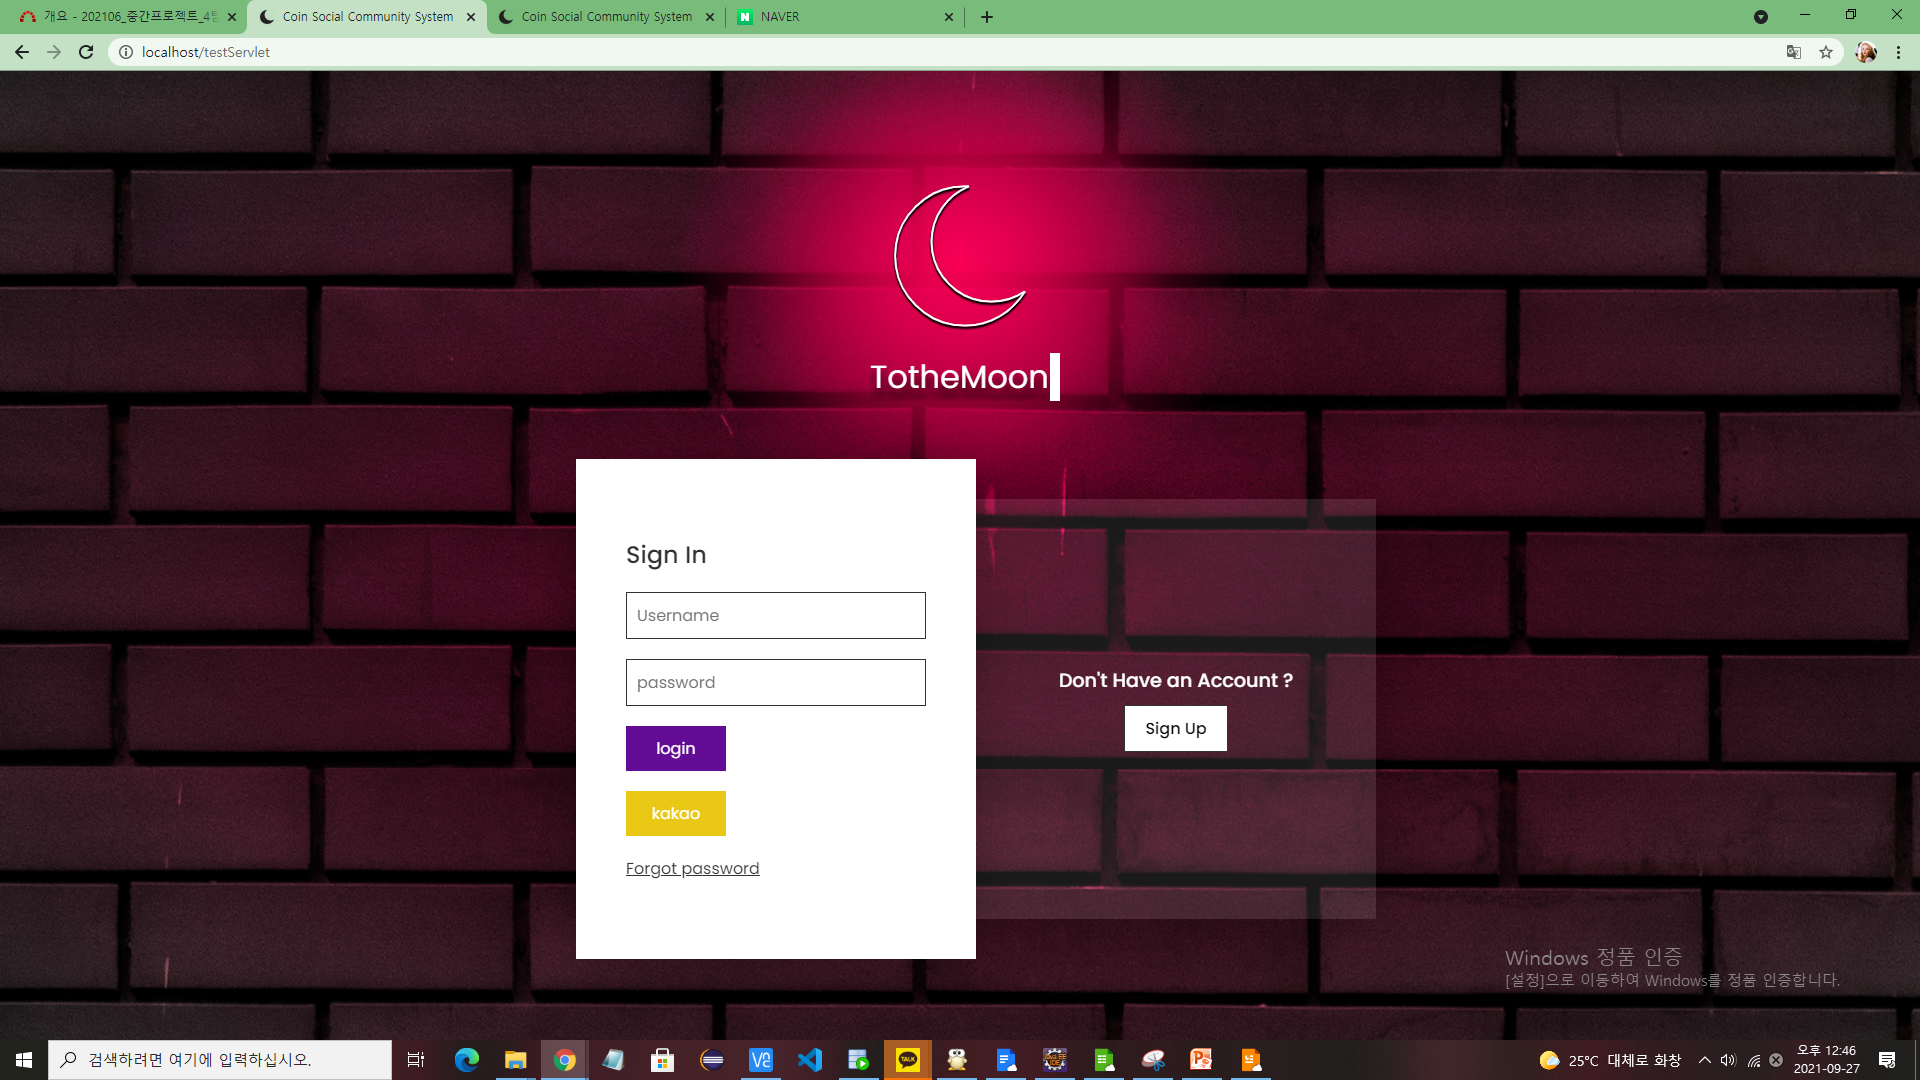 개요 - 202106_중간프로젝트_4팀
Coin Social Community System
Coin Social Community System
NAVER
localhost/testServlet
TotheMoon
Sign In
Username
password
login
kakao
Forgot password
Don't Have an Account ?
Sign Up
Windows 정품 인증
[설정]으로 이동하여 Windows를 정품 인증합니다.
검색하려면 여기에 입력하십시오.
TALK
25°C 대체로 화창
오후 12:46
2021-09-27